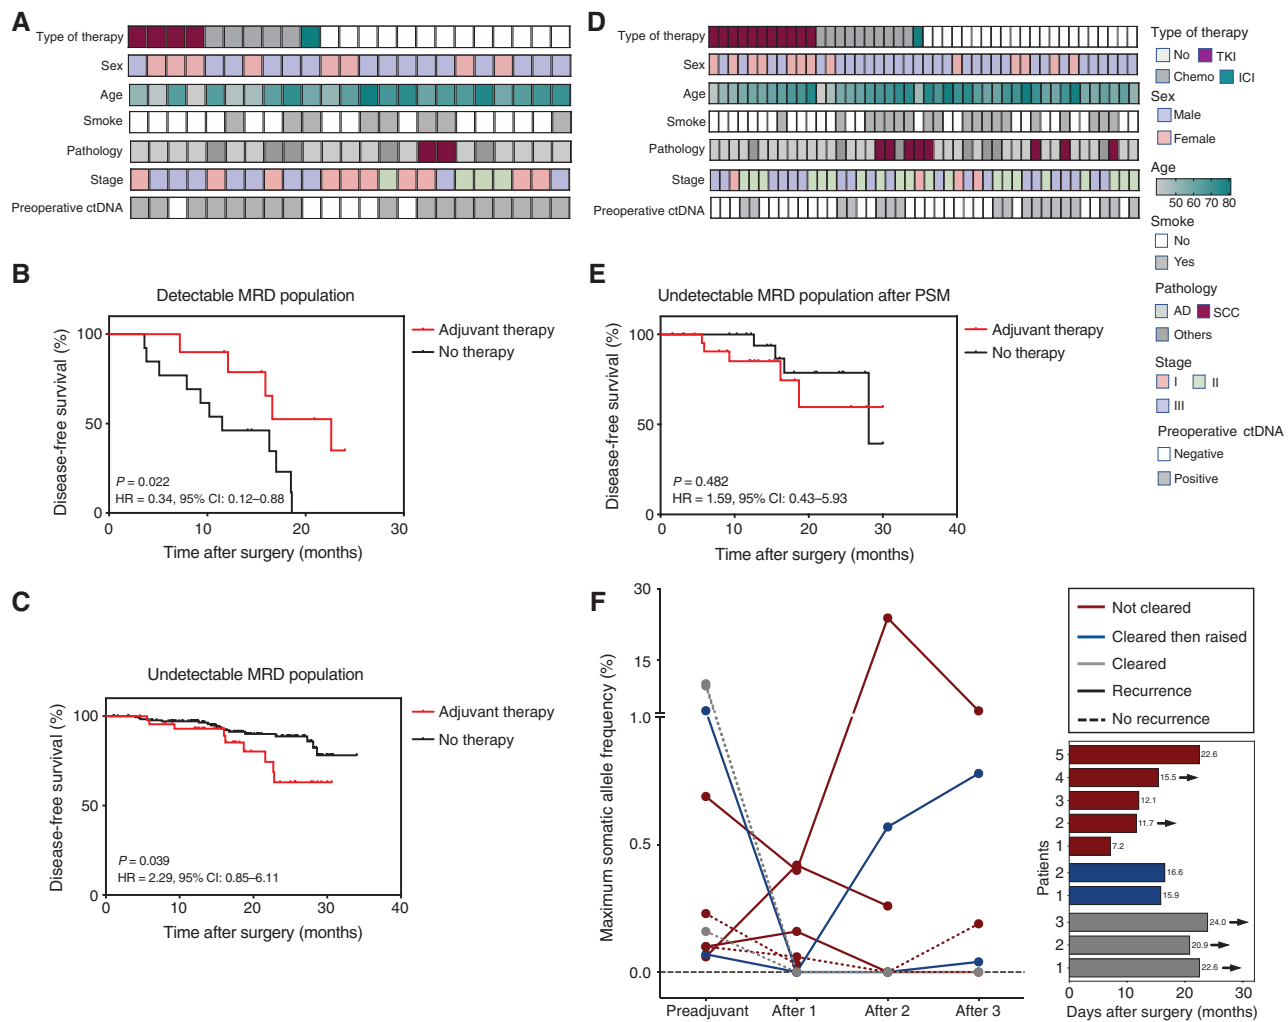 A
Type of therapy
Sex
Age
Smoke
Pathology
Stage
Preoperative ctDNA
D
Type of therapy
Sex
Age
Smoke
Pathology
Stage
Preoperative ctDNA
Type of therapy
No TKI
Chemo ICI
Sex
Male
Female
Age
50 60 70 80
Smoke
No
Yes
Pathology
AD SCC
Others
Stage
I II
III
Preoperative ctDNA
Negative
Positive
B
Detectable MRD population
Disease-free survival (%)
100
50
0
P = 0.022
HR = 0.34, 95% CI: 0.12–0.88
0 10 20 30
Time after surgery (months)
Adjuvant therapy
No therapy
E
Undetectable MRD population after PSM
Disease-free survival (%)
100
50
0
P = 0.482
HR = 1.59, 95% CI: 0.43–5.93
0 10 20 30 40
Time after surgery (months)
Adjuvant therapy
No therapy
C
Undetectable MRD population
Disease-free survival (%)
100
50
0
P = 0.039
HR = 2.29, 95% CI: 0.85–6.11
0 10 20 30 40
Time after surgery (months)
Adjuvant therapy
No therapy
F
Maximum somatic allele frequency (%)
30
15
1.0
0.5
0.0
Preadjuvant After 1 After 2 After 3
Not cleared
Cleared then raised
Cleared
Recurrence
No recurrence
Patients
5 22.6
4 15.5
3 12.1
2 11.7
1 7.2
2 16.6
1 15.9
3 24.0
2 20.9
1 22.6
0 10 20 30
Days after surgery (months)